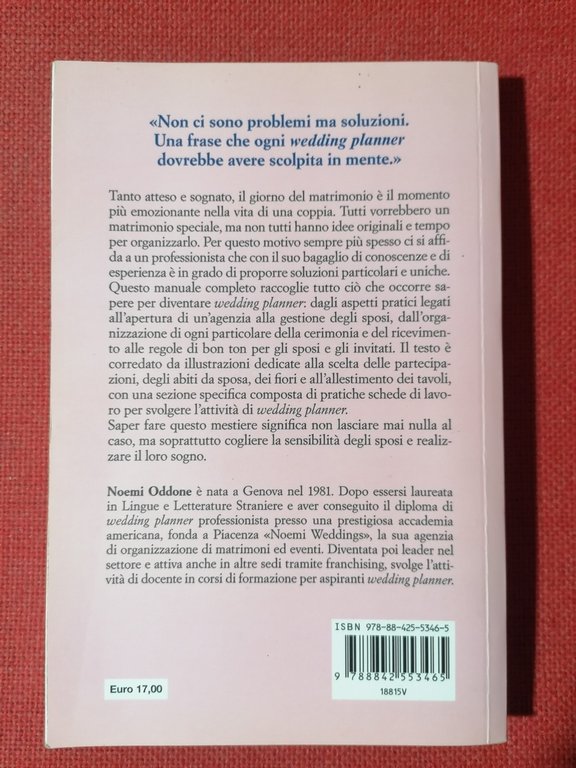 «Non ci sono problemi ma soluzioni.
Una frase che ogni wedding planner
dovrebbe avere scolpita in mente.»
Tanto atteso e sognato, il giorno del matrimonio è il momento
più emozionante nella vita di una coppia. Tutti vorrebbero un
matrimonio speciale, ma non tutti hanno idee originali e tempo
per organizzarlo. Per questo motivo sempre più spesso ci si affi-
da a un professionista che con il suo bagaglio di conoscenze e di
esperienza è in grado di proporre soluzioni particolari e uniche.
Questo manuale completo raccoglie tutto ciò che occorre sa-
pere per diventare wedding planner: dagli aspetti pratici legati
all'apertura di un'agenzia alla gestione degli sposi, dall'or-
ganizzazione di ogni particolare della cerimonia e del ricevimen-
to alle regole di bon ton per gli sposi e gli invitati. Il testo è
corredato da illustrazioni dedicate alla scelta delle partecipa-
zioni, degli abiti da sposa, dei fiori e all'allestimento dei tavoli,
con una sezione specifica composta di pratiche schede di lavo-
ro per svolgere l'attività di wedding planner.
Saper fare questo mestiere significa non lasciare mai nulla al
caso, ma soprattutto cogliere la sensibilità degli sposi e realiz-
zare il loro sogno.
Noemi Oddone è nata a Genova nel 1981. Dopo essersi laureata
in Lingue e Letterature Straniere e aver conseguito il diploma di
wedding planner professionista presso una prestigiosa accademia
americana, fonda a Piacenza «Noemi Weddings», la sua agenzia
di organizzazione di matrimoni ed eventi. Diventata poi leader nel
settore e attiva anche in altre sedi tramite franchising, svolge l'atti-
vità di docente in corsi di formazione per aspiranti wedding planner.
ISBN 978-88-425-5346-5
9 788842 553465
18815V
Euro 17,00